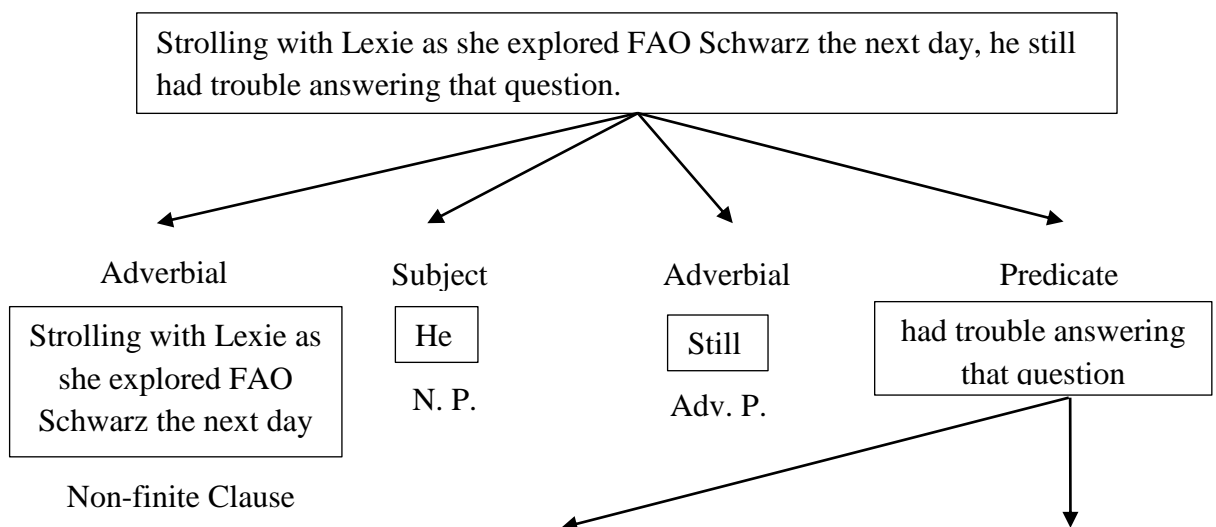 Strolling with Lexie as she explored FAO Schwarz the next day, he still
had trouble answering that question.
Adverbial
Subject
Adverbial
Predicate
Strolling with Lexie as
she explored FAO
Schwarz the next day
He
Still
had trouble answering
that question
N. P.
Adv. P.
Non-finite Clause